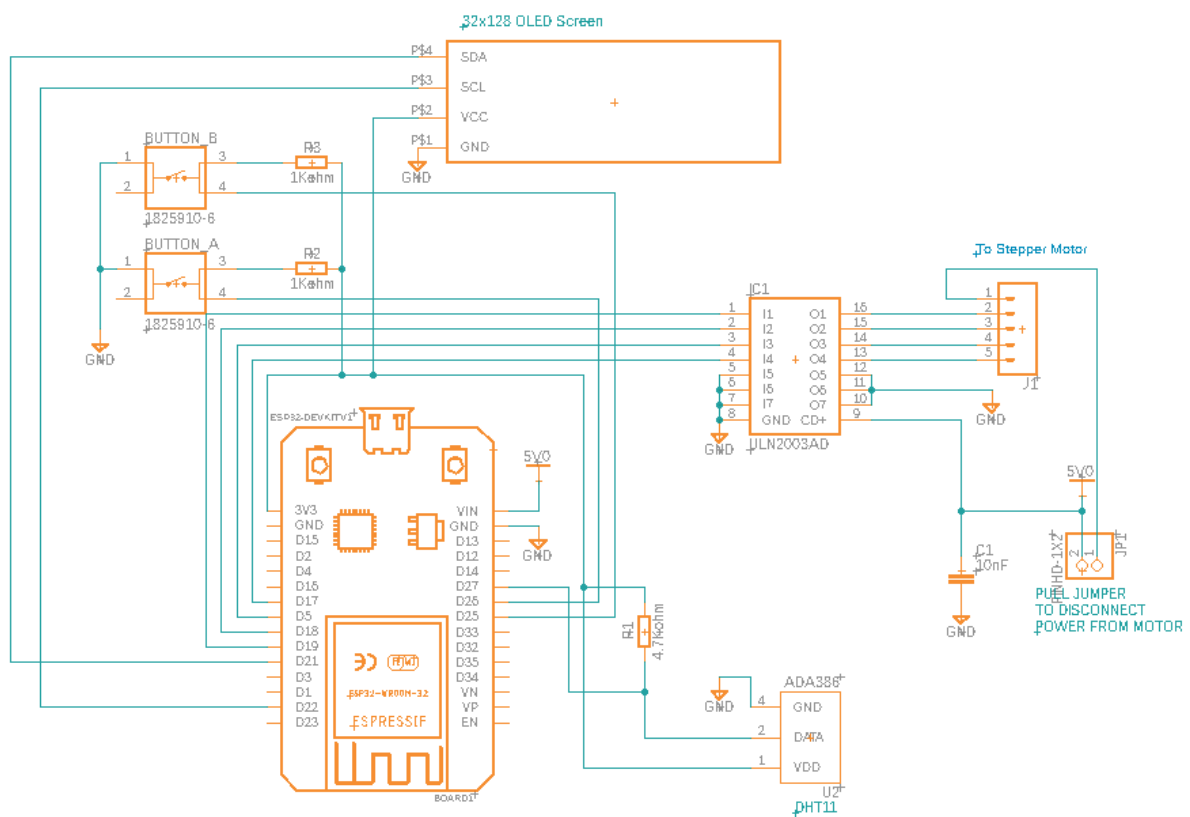 32x128 OLED Screen
P$4 SDA
P$3 SCL
P$2 VCC
P$1 GND
GND
BUTTON_B
1 3
2 4
1825910-6
R3
1Kohm
BUTTON_A
1 3
2 4
1825910-6
R2
1Kohm
GND
To Stepper Motor
1
2
3
4
5
J1
IC1
1 I1 O1 16
2 I2 O2 15
3 I3 O3 14
4 I4 O4 13
5 I5 O5 12
6 I6 O6 11
7 I7 O7 10
8 GND CD+ 9
ULN2003AD
GND
GND
ESP32-DEVKITV1
5V0
3V3 VIN
GND GND
D15 D13
D2 D12
D4 D14
D16 D27
D17 D26
D5 D25
D18 D33
D19 D32
D21 D35
D3 D34
D1 VN
D22 VP
D23 EN
GND
ESP-WROOM-32
ESPRESSIF
BOARD1
R1
4.7Kohm
5V0
C1
10nF
GND
2 1
PINHD-1X2
JP1
PULL JUMPER
TO DISCONNECT
POWER FROM MOTOR
ADA386
GND
4 GND
2 DATA
1 VDD
U2
DHT11